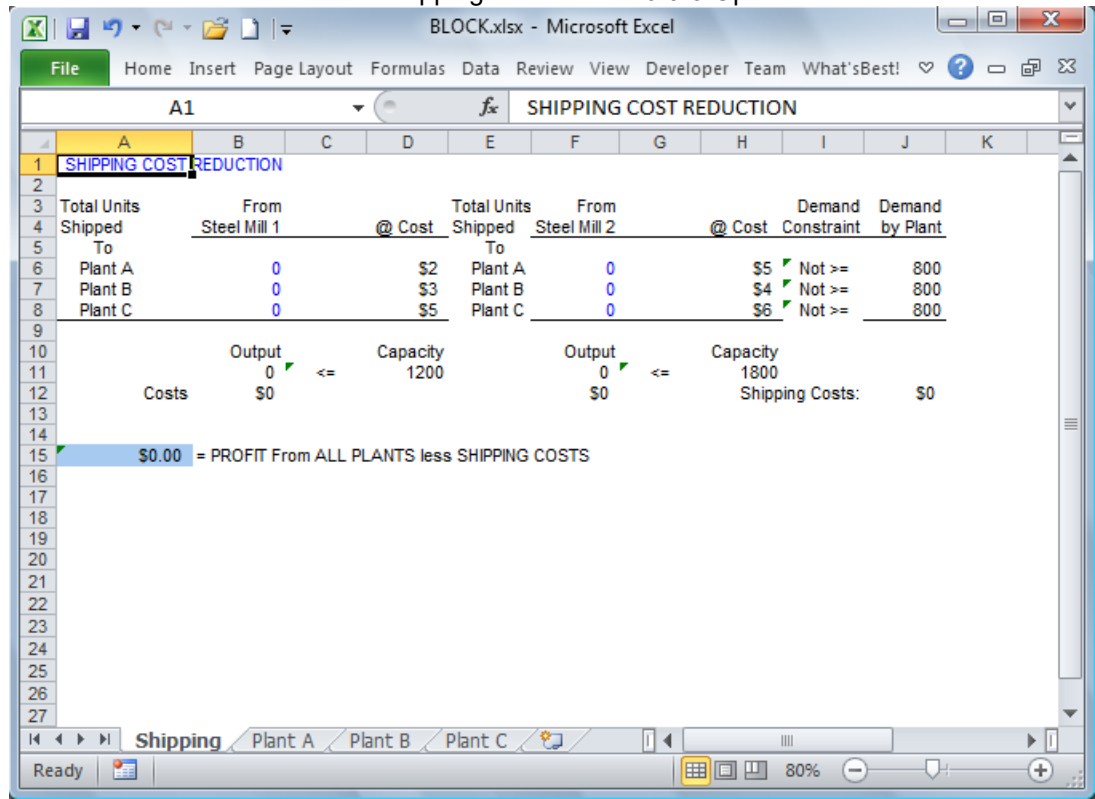 BLOCK.xlsx - Microsoft Excel
File Home Insert Page Layout Formulas Data Review View Developer Team What'sBest!
A1 fx SHIPPING COST REDUCTION
A B C D E F G H I J K
1 SHIPPING COST REDUCTION
2
3 Total Units From Total Units From Demand Demand
4 Shipped Steel Mill 1 @ Cost Shipped Steel Mill 2 @ Cost Constraint by Plant
5 To To
6 Plant A 0 $2 Plant A 0 $5 Not >= 800
7 Plant B 0 $3 Plant B 0 $4 Not >= 800
8 Plant C 0 $5 Plant C 0 $6 Not >= 800
9
10 Output Capacity Output Capacity
11 0 <= 1200 0 <= 1800
12 Costs $0 $0 Shipping Costs: $0
13
14
15 $0.00 = PROFIT From ALL PLANTS less SHIPPING COSTS
16
17
18
19
20
21
22
23
24
25
26
27
Shipping Plant A Plant B Plant C
Ready 80%